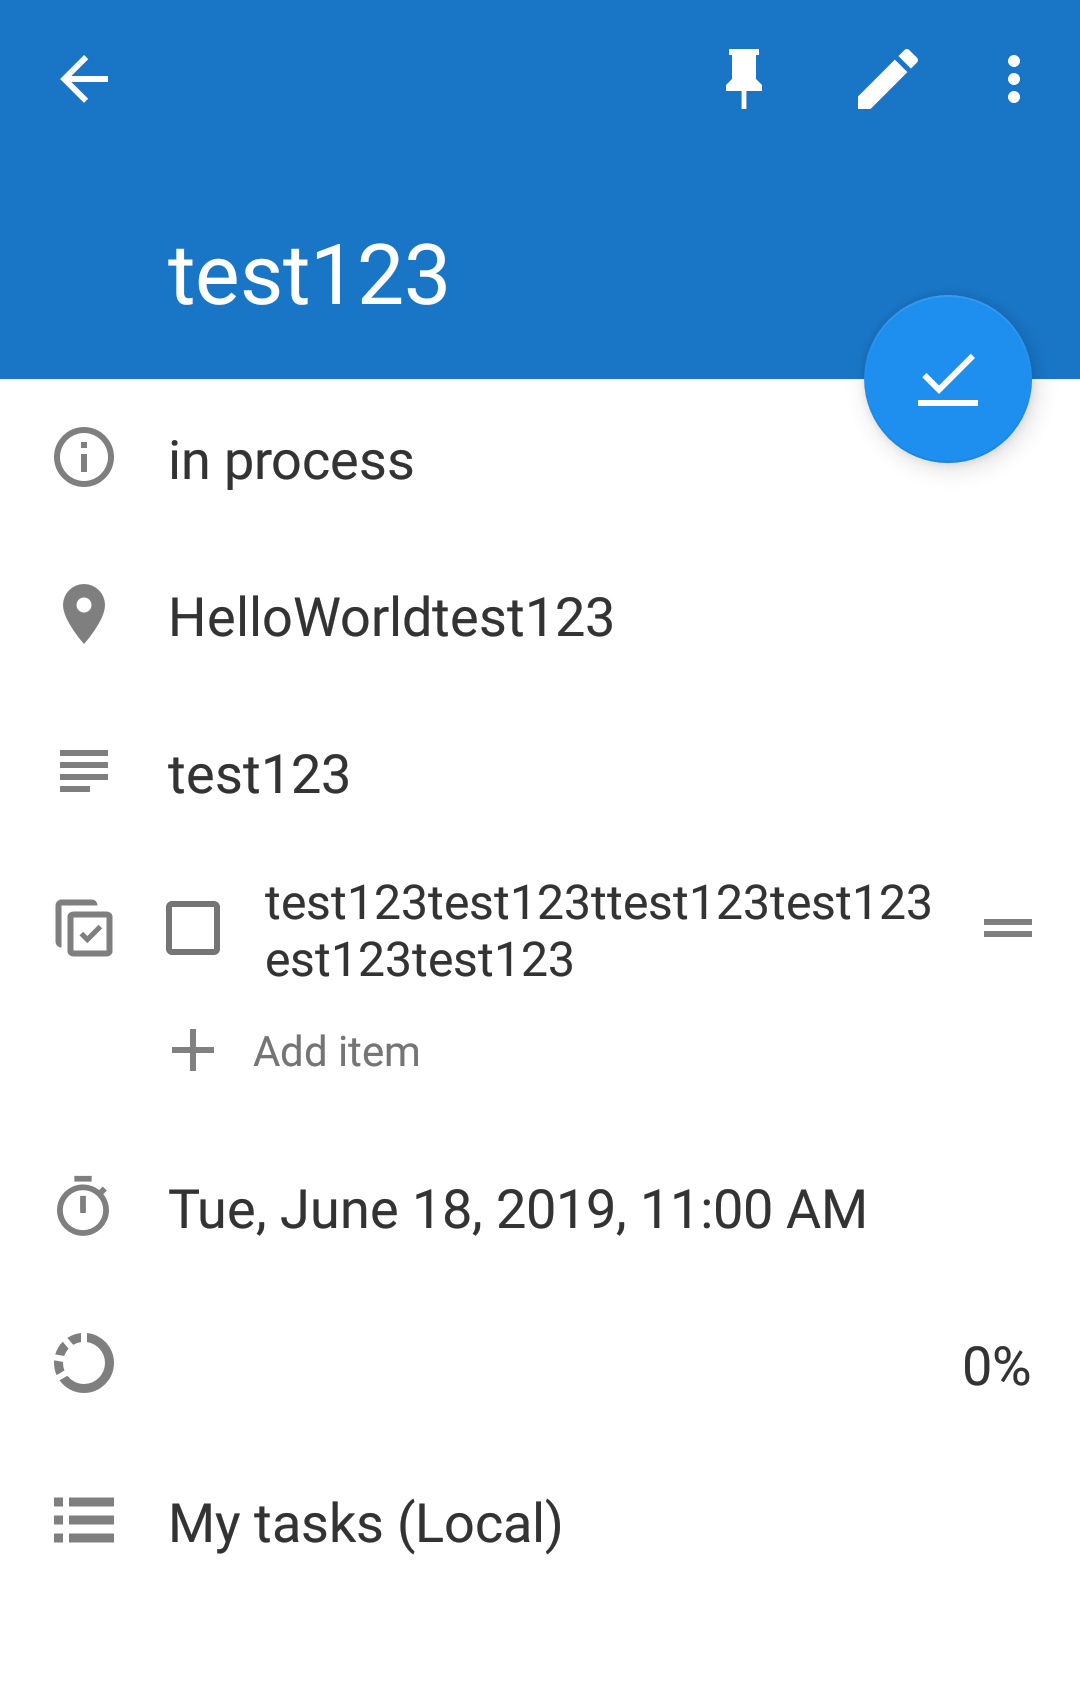 test123
in process
HelloWorldtest123
test123
test123test123ttest123test123
est123test123
Add item
Tue, June 18, 2019, 11:00 AM
0%
My tasks (Local)